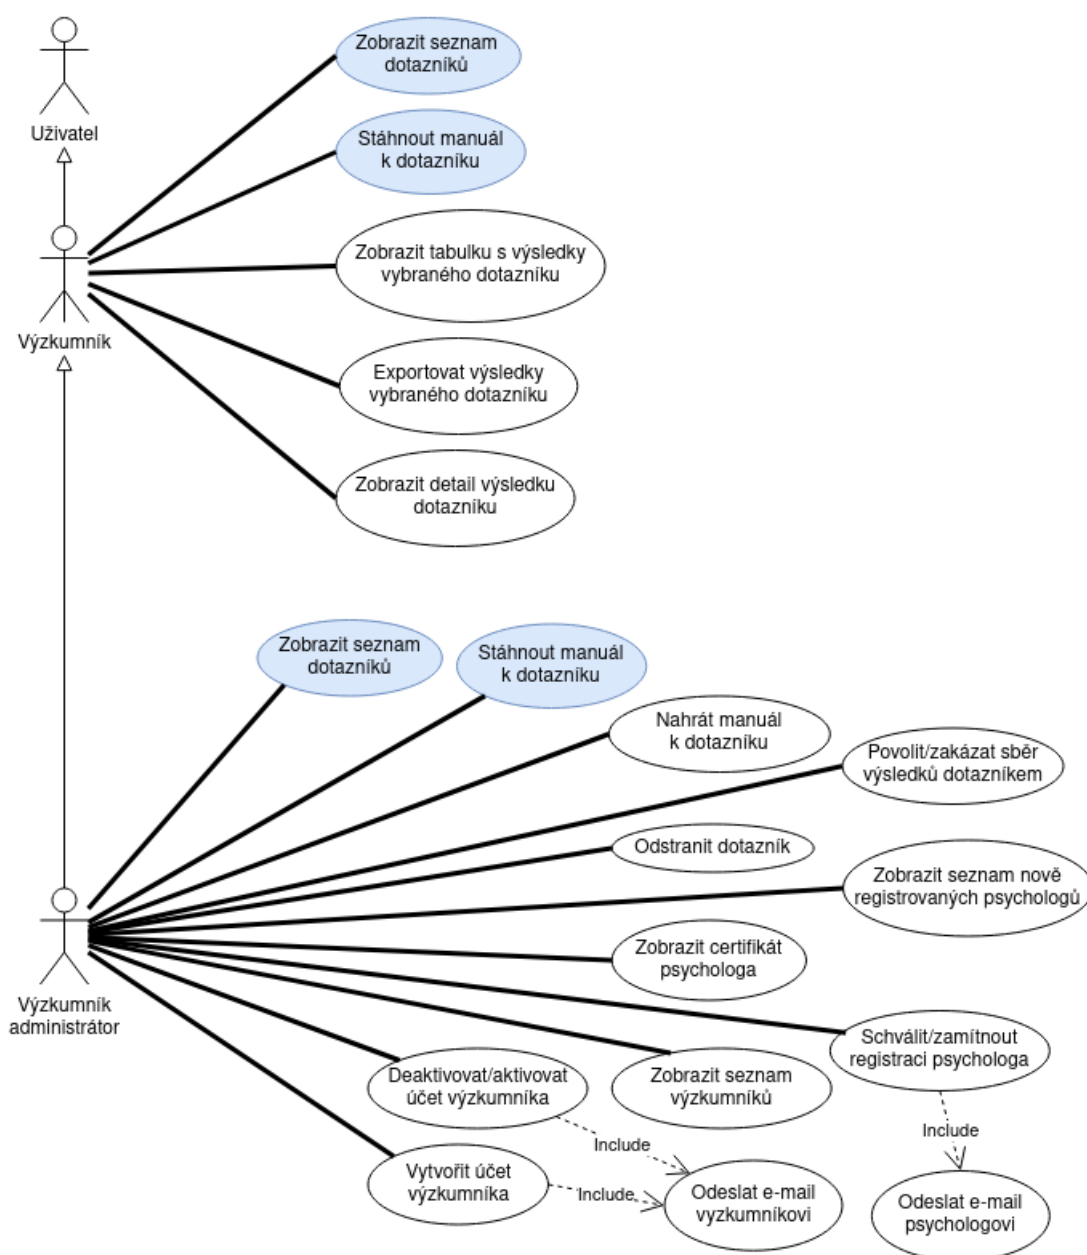 Zobrazit seznam
dotazníků
Uživatel
Stáhnout manuál
k dotazníku
Zobrazit tabulku s výsledky
vybraného dotazníku
Výzkumník
Exportovat výsledky
vybraného dotazníku
Zobrazit detail výsledku
dotazníku
Zobrazit seznam
dotazníků
Stáhnout manuál
k dotazníku
Nahrát manuál
k dotazníku
Povolit/zakázat sběr
výsledků dotazníkem
Odstranit dotazník
Zobrazit seznam nově
registrovaných psychologů
Zobrazit certifikát
psychologa
Výzkumník
administrátor
Schválit/zamítnout
registraci psychologa
Deaktivovat/aktivovat
účet výzkumníka
Zobrazit seznam
výzkumníků
Include
Include
Vytvořit účet
výzkumníka
Include
Odeslat e-mail
vyzkumníkovi
Odeslat e-mail
psychologovi